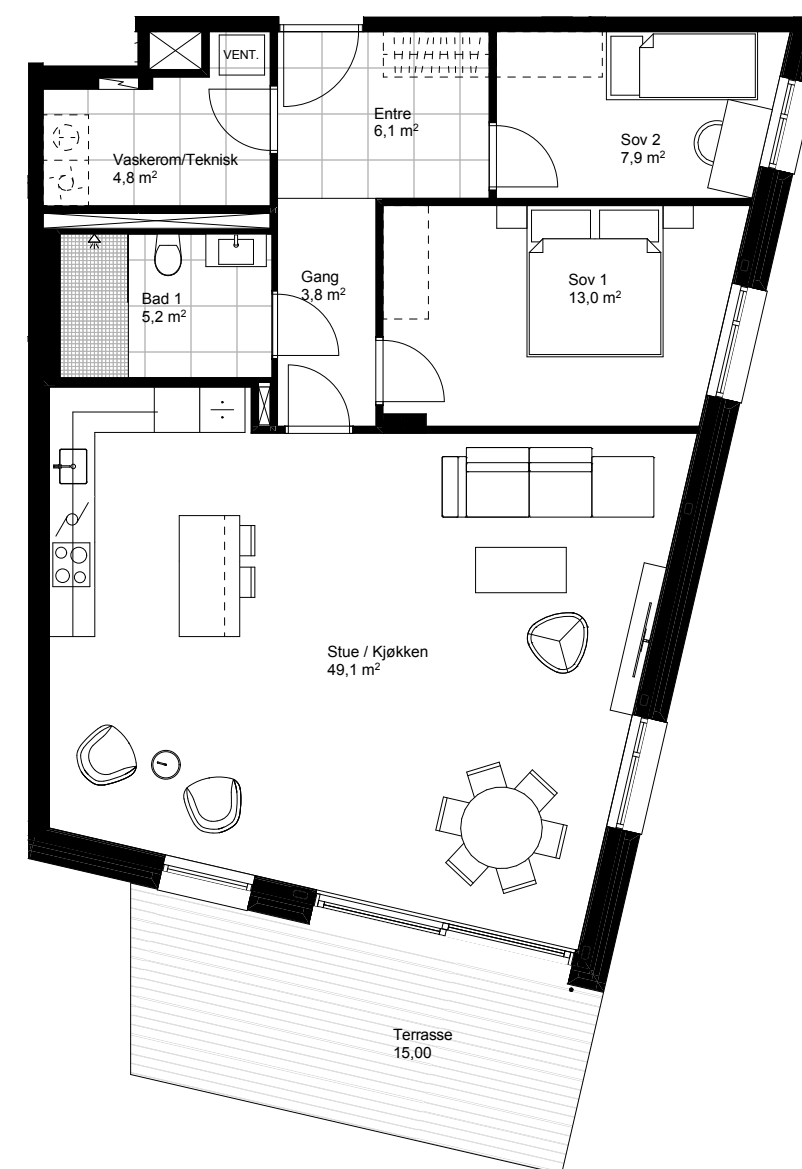 VENT.
Entre
6,1 m²
Sov 2
7,9 m²
Vaskerom/Teknisk
4,8 m²
Gang
3,8 m²
Sov 1
13,0 m²
Bad 1
5,2 m²
Stue / Kjøkken
49,1 m²
Terrasse
15,00